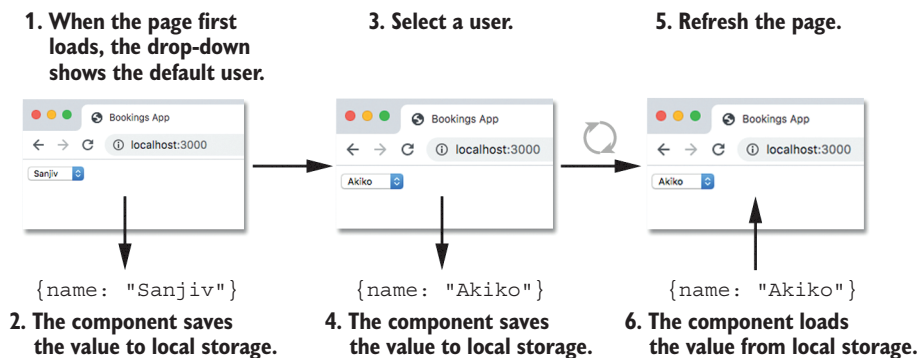 1. When the page first
loads, the drop-down
shows the default user.
Bookings App
localhost:3000
Sanjiv
{name: "Sanjiv"}
2. The component saves
the value to local storage.
3. Select a user.
Bookings App
localhost:3000
Akiko
{name: "Akiko"}
4. The component saves
the value to local storage.
5. Refresh the page.
Bookings App
localhost:3000
Akiko
{name: "Akiko"}
6. The component loads
the value from local storage.